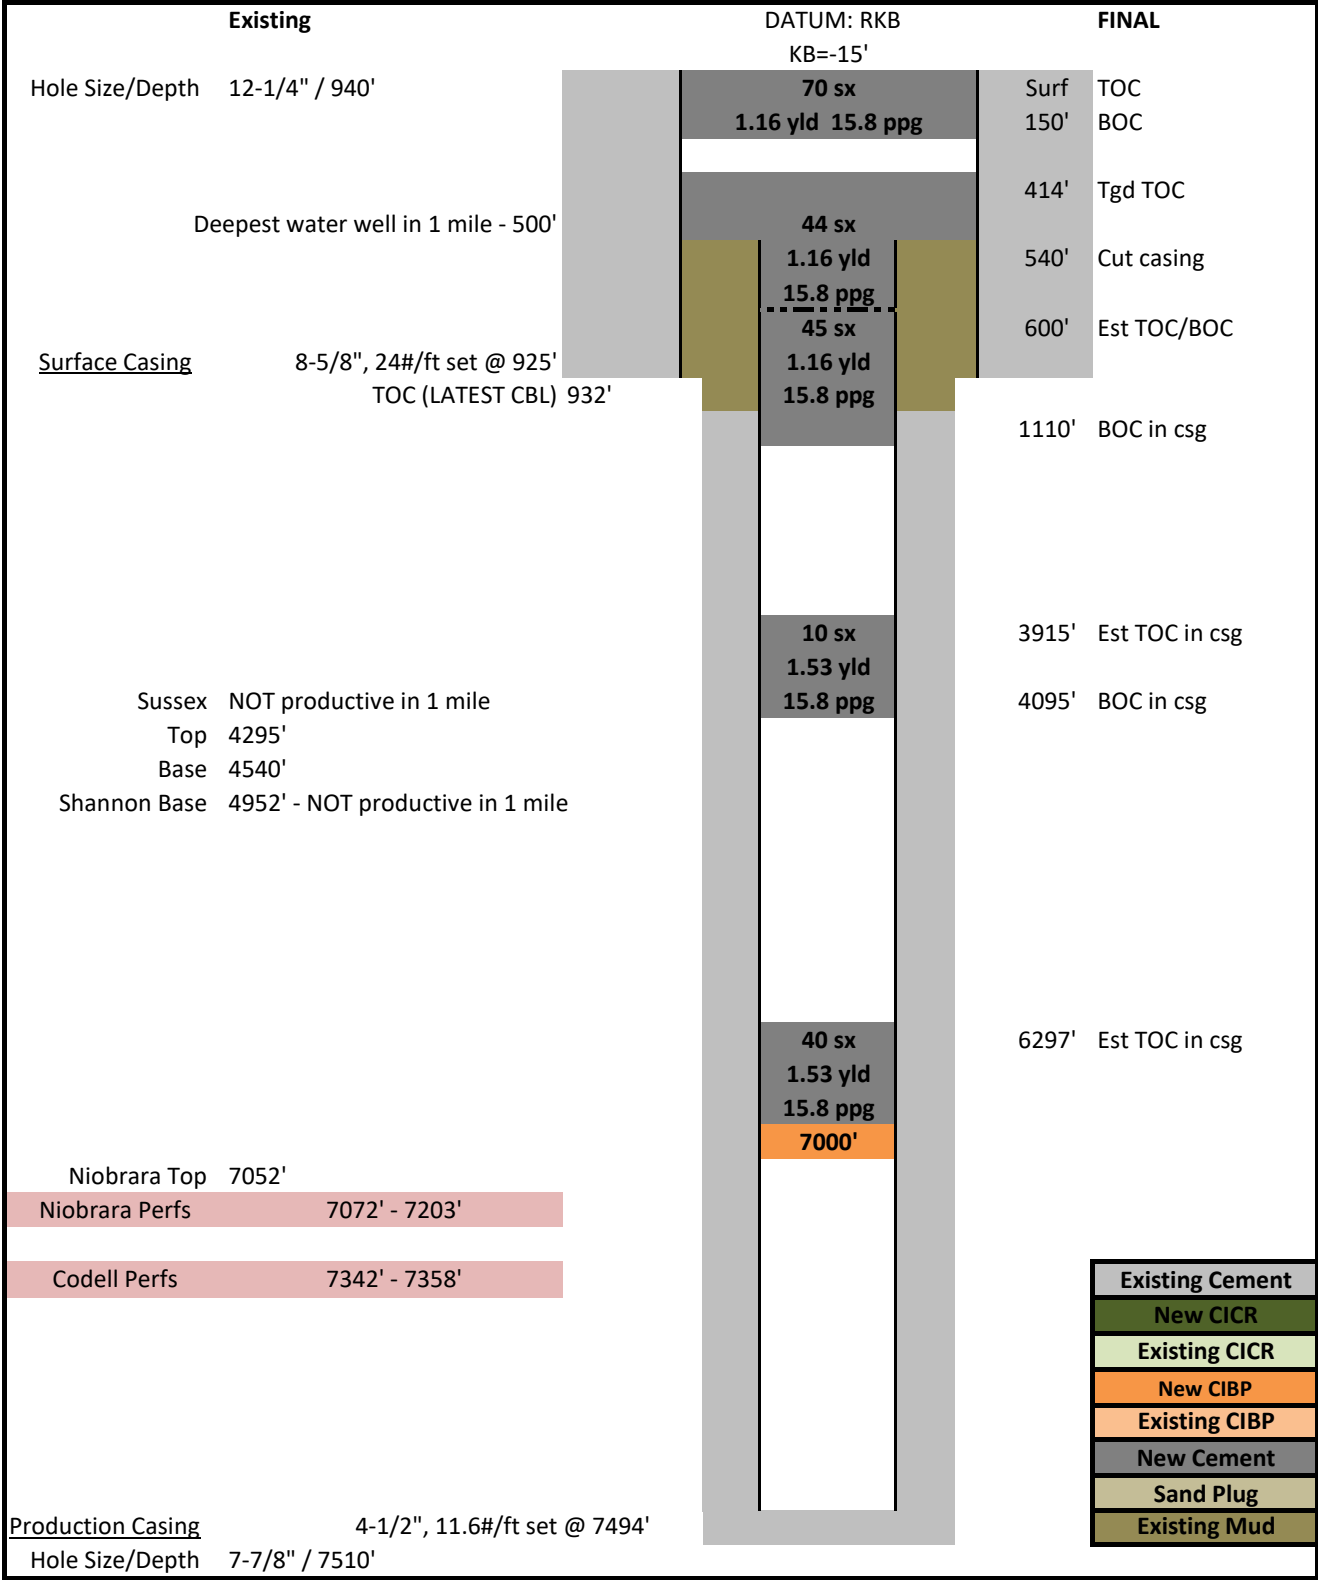 Existing DATUM: RKB FINAL
KB=-15'
Hole Size/Depth 12-1/4" / 940' 70 sx Surf TOC
1.16 yld 15.8 ppg 150' BOC
414' Tgd TOC
Deepest water well in 1 mile - 500' 44 sx
1.16 yld 540' Cut casing
15.8 ppg
45 sx 600' Est TOC/BOC
Surface Casing 8-5/8", 24#/ft set @ 925' 1.16 yld
TOC (LATEST CBL) 932' 15.8 ppg
1110' BOC in csg
10 sx 3915' Est TOC in csg
1.53 yld
Sussex NOT productive in 1 mile 15.8 ppg 4095' BOC in csg
Top 4295'
Base 4540'
Shannon Base 4952' - NOT productive in 1 mile
40 sx 6297' Est TOC in csg
1.53 yld
15.8 ppg
7000'
Niobrara Top 7052'
Niobrara Perfs 7072' - 7203'
Codell Perfs 7342' - 7358'
Existing Cement
New CICR
Existing CICR
New CIBP
Existing CIBP
New Cement
Sand Plug
Existing Mud
Production Casing 4-1/2", 11.6#/ft set @ 7494'
Hole Size/Depth 7-7/8" / 7510'